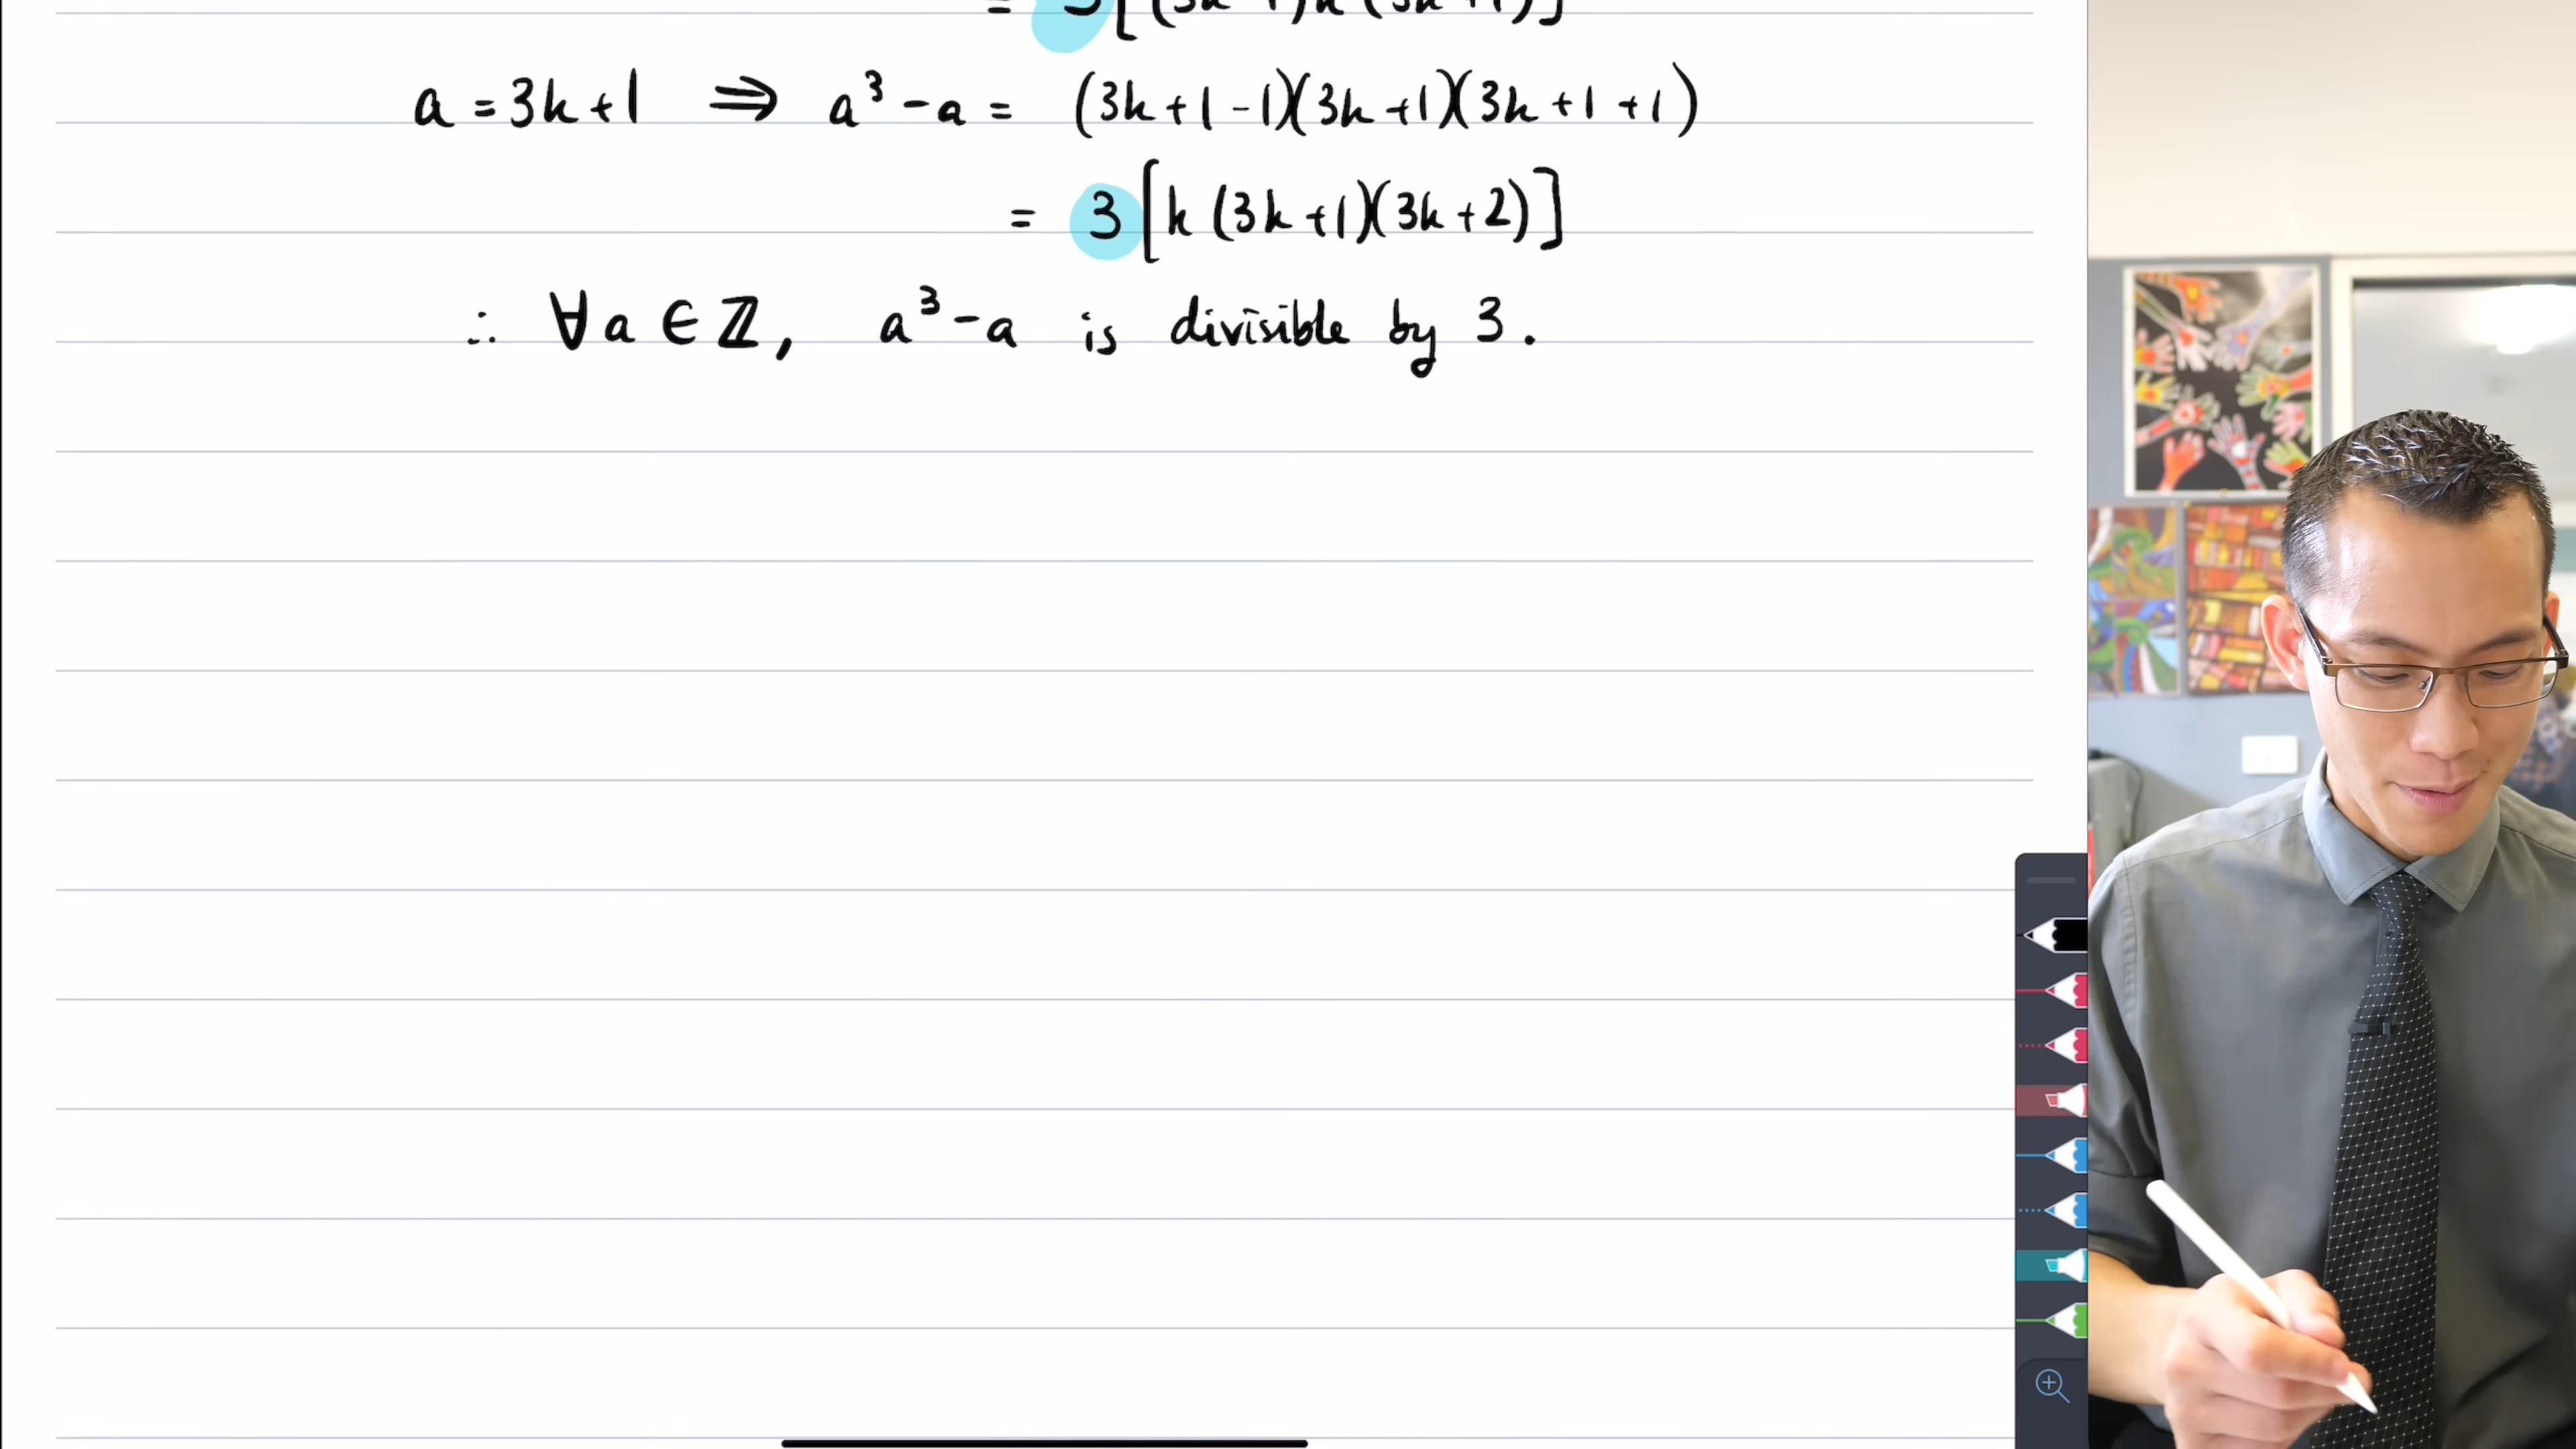 a = 3k+1 ⇒ a³ - a = (3k+1-1)(3k+1)(3k+1+1)
= 3[k(3k+1)(3k+2)]
∴ ∀a ∈ ℤ, a³ - a is divisible by 3.